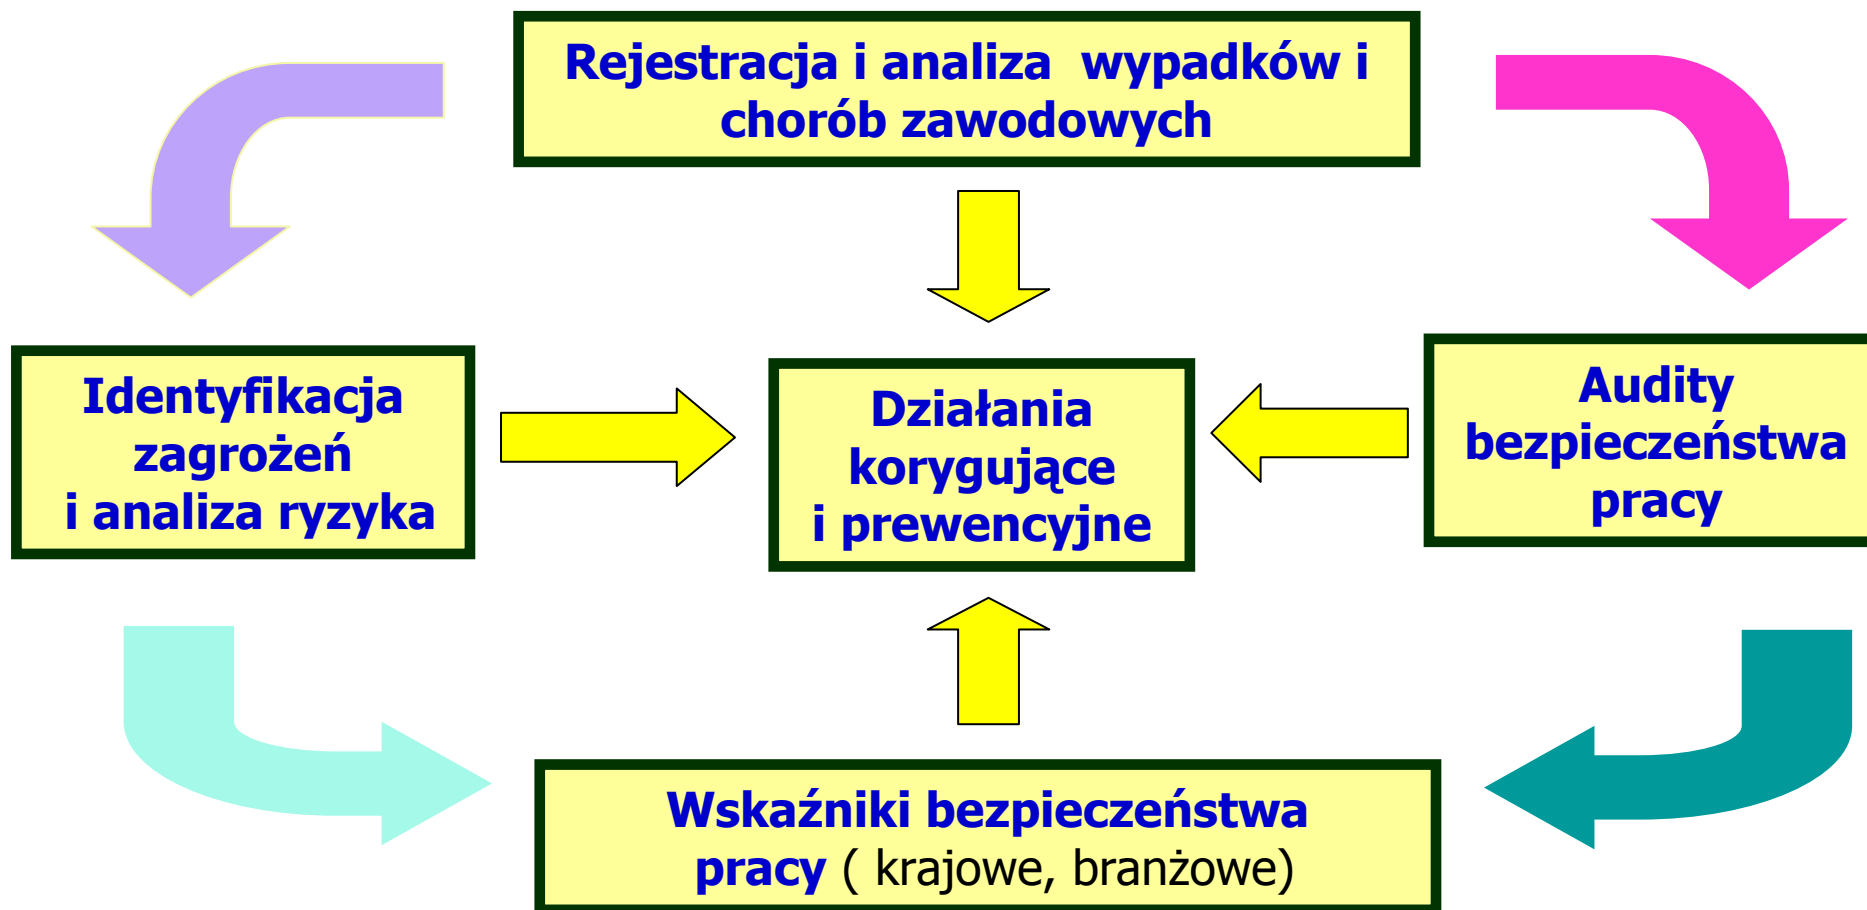 Rejestracja i analiza wypadków i
chorób zawodowych
Identyfikacja
zagrożeń
i analiza ryzyka
Działania
korygujące
i prewencyjne
Audity
bezpieczeństwa
pracy
Wskaźniki bezpieczeństwa
pracy ( krajowe, branżowe)